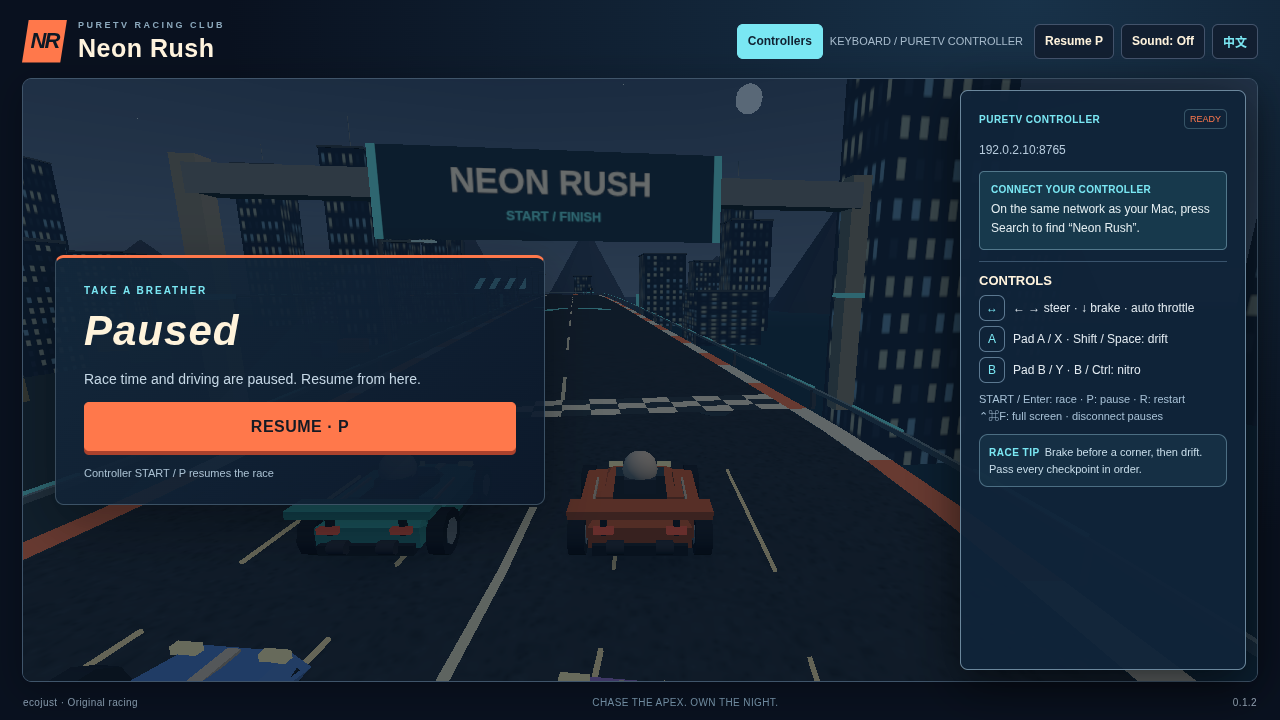 NR
PURETV RACING CLUB
Neon Rush
Controllers
KEYBOARD / PURETV CONTROLLER
Resume P
Sound: Off
中文
NEON RUSH
START / FINISH
TAKE A BREATHER
Paused
Race time and driving are paused. Resume from here.
RESUME · P
Controller START / P resumes the race
PURETV CONTROLLER
READY
192.0.2.10:8765
CONNECT YOUR CONTROLLER
On the same network as your Mac, press
Search to find “Neon Rush”.
CONTROLS
↔ ← → steer · ↓ brake · auto throttle
A Pad A / X · Shift / Space: drift
B Pad B / Y · B / Ctrl: nitro
START / Enter: race · P: pause · R: restart
⌃⌘F: full screen · disconnect pauses
RACE TIP Brake before a corner, then drift.
Pass every checkpoint in order.
ecojust · Original racing
CHASE THE APEX. OWN THE NIGHT.
0.1.2